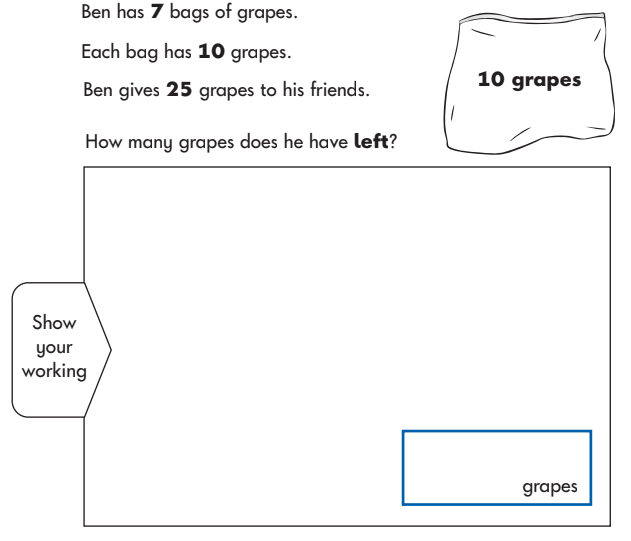 Ben has 7 bags of grapes.
Each bag has 10 grapes.
Ben gives 25 grapes to his friends.
How many grapes does he have left?
10 grapes
Show
your
working
grapes